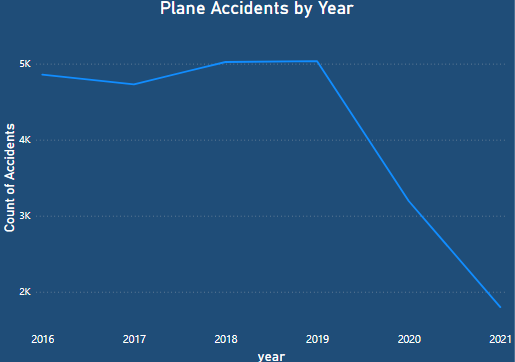 Plane Accidents by Year
5K
4K
3K
2K
Count of Accidents
2016 2017 2018 2019 2020 2021
year